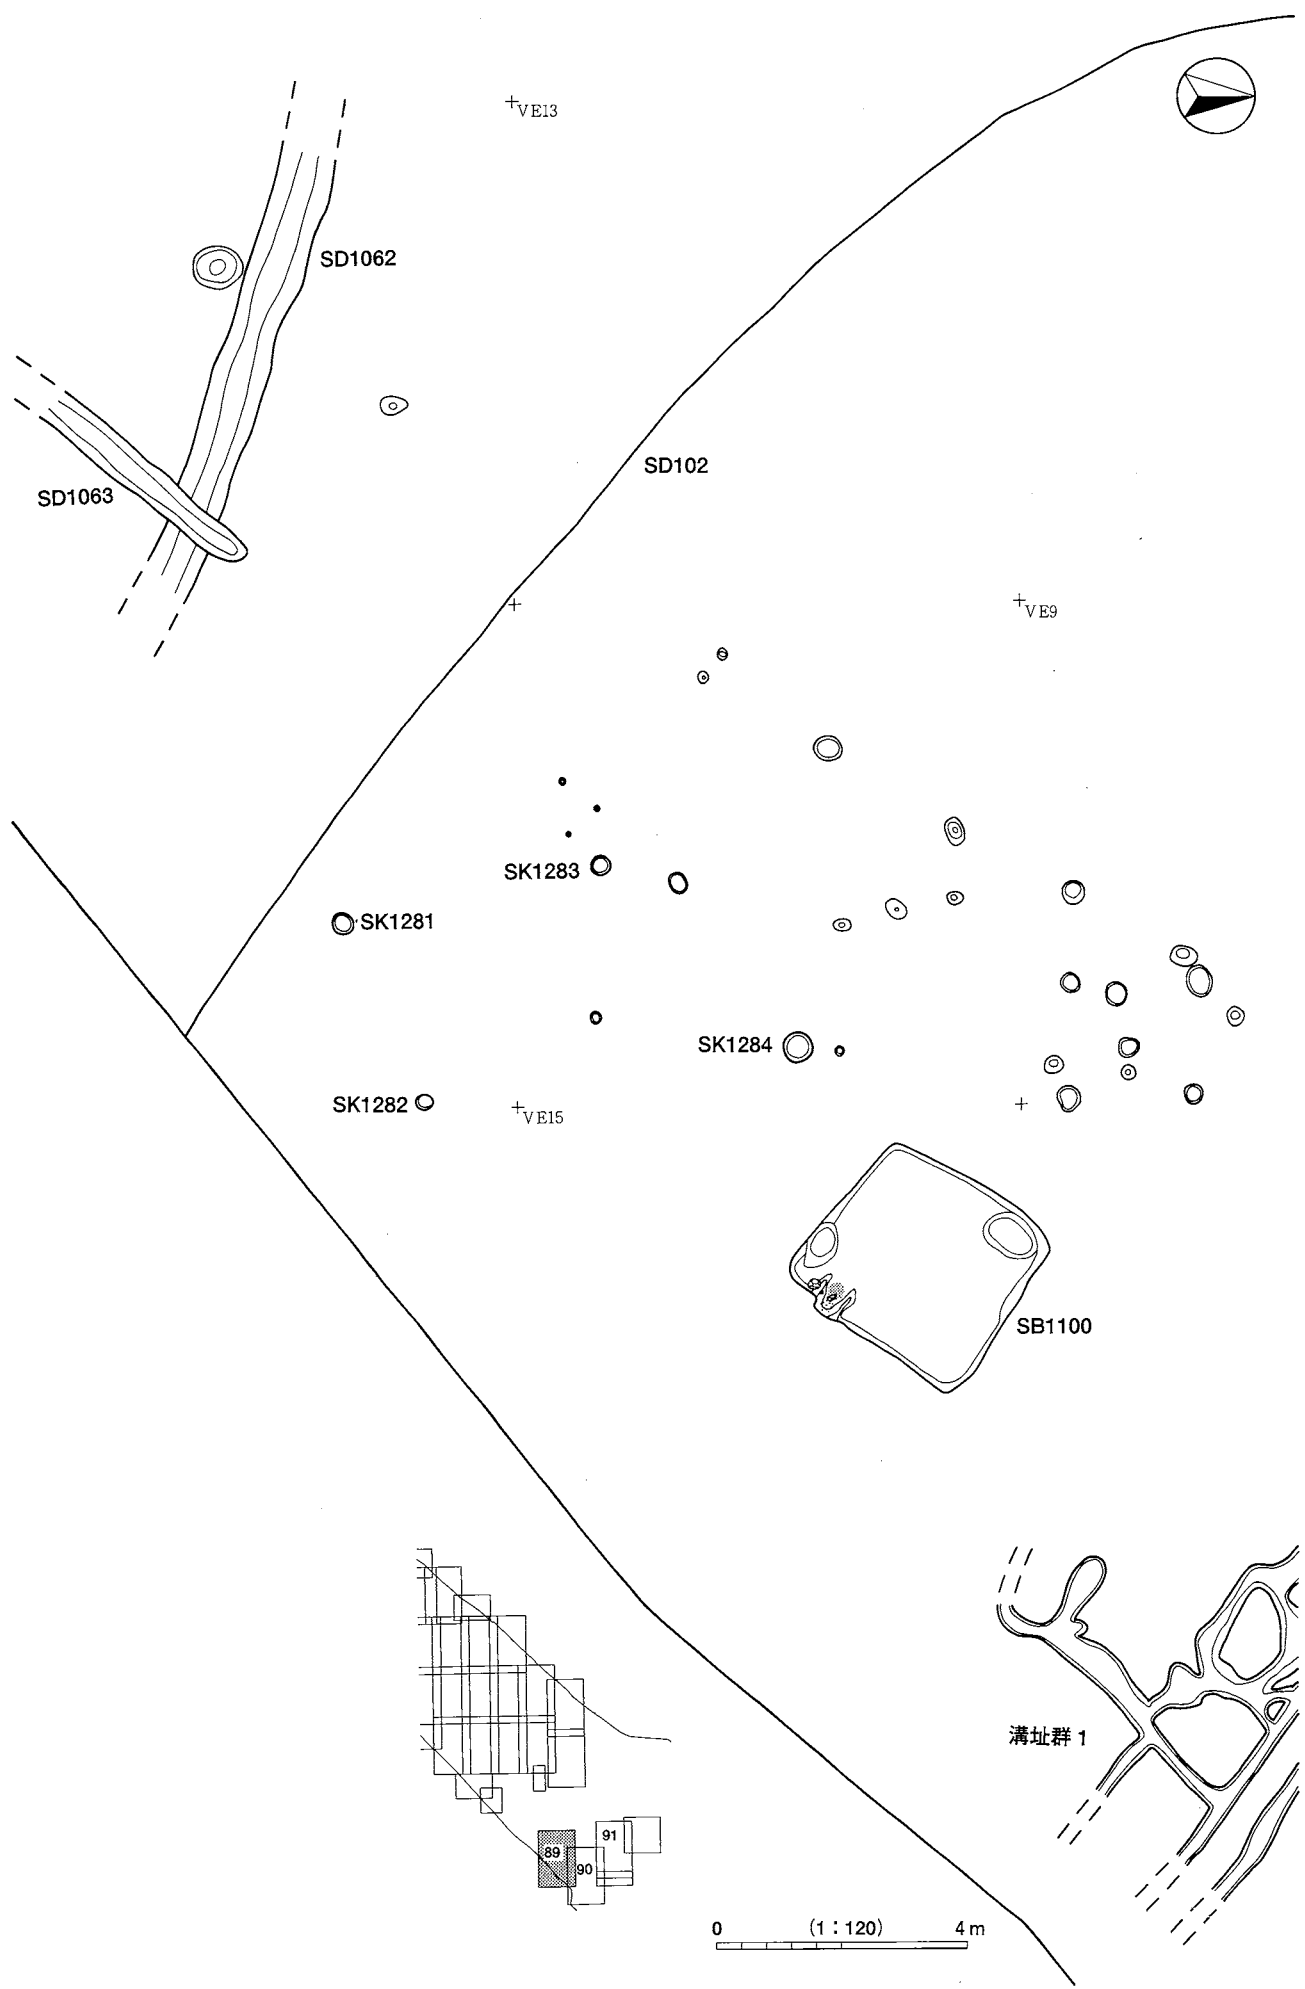 VE13
SD1062
SD102
SD1063
VE9
SK1283
SK1281
SK1284
SK1282
VE15
SB1100
溝址群1
89
90
91
0 (1:120) 4m